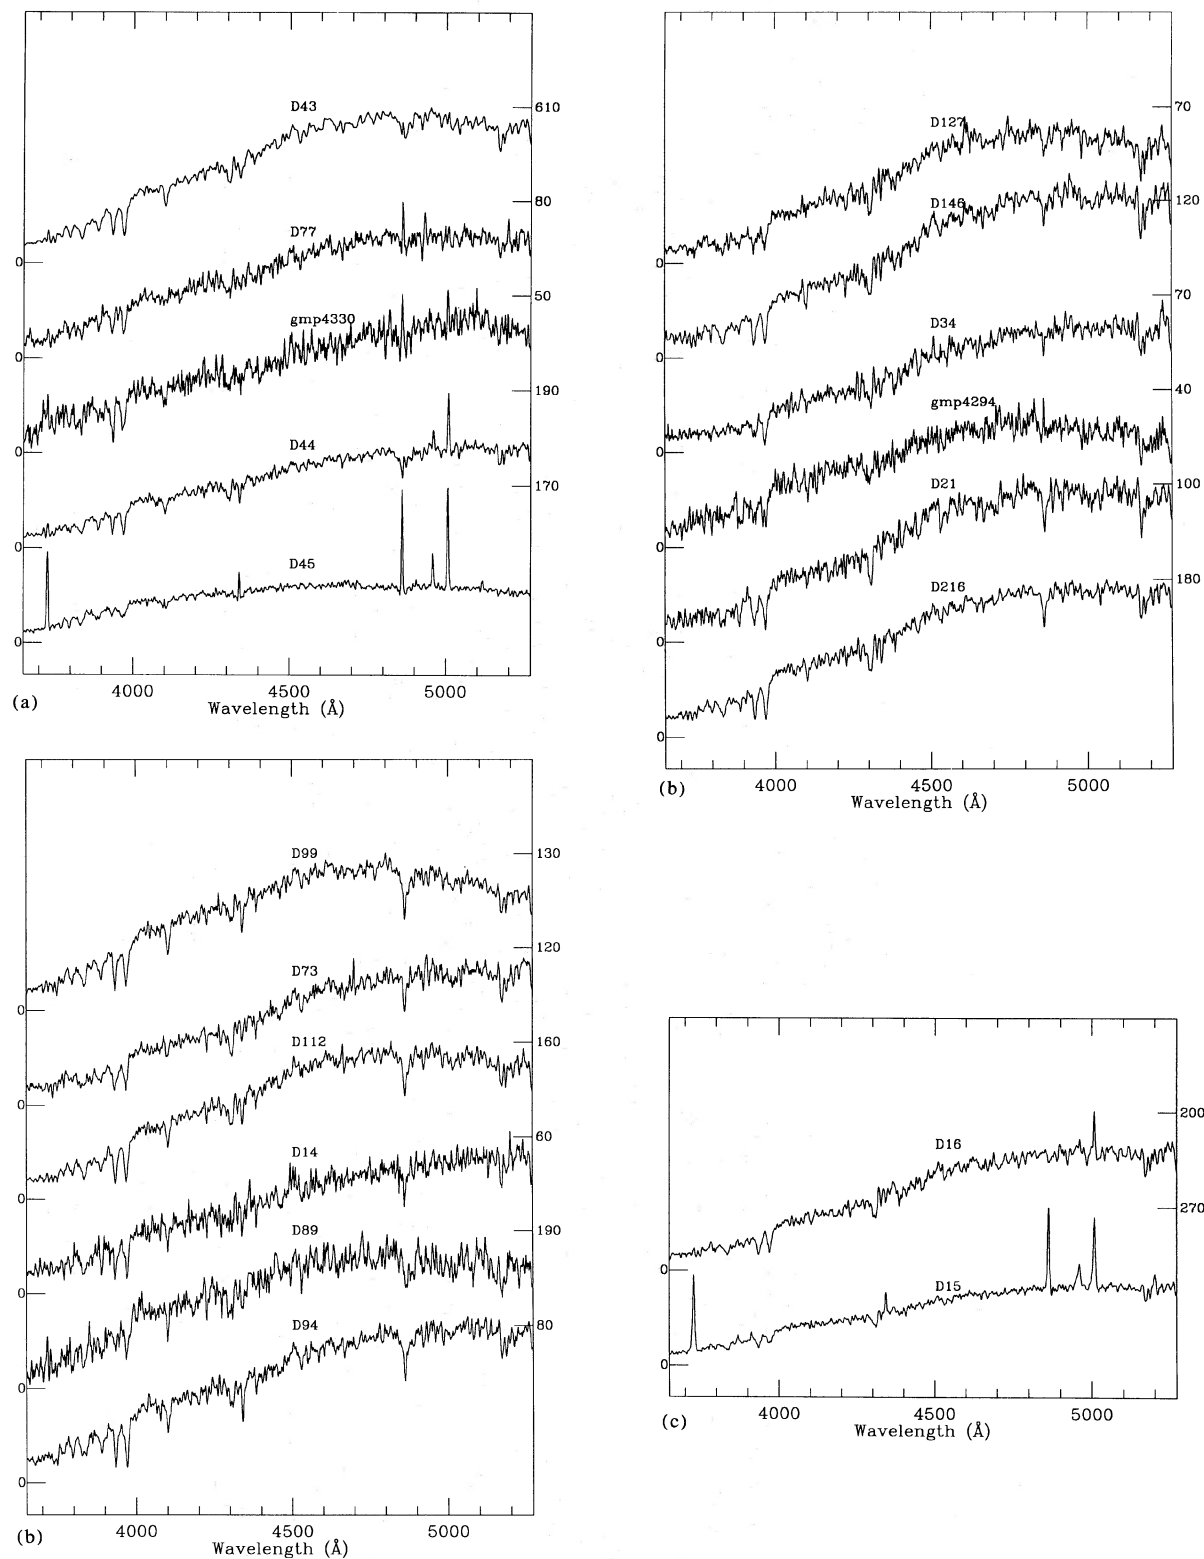 D43
610
80
0
D77
50
gmp4330
0
190
0
D44
170
0
D45
0
4000 4500 5000
(a)
Wavelength (Å)
70
D127
120
0
D146
70
0
D34
40
gmp4294
0
D21
100
0
180
D216
0
0
4000 4500 5000
(b)
Wavelength (Å)
D99
130
120
D73
0
D112
160
0
60
D14
0
D89
190
0
D94
80
0
0
4000 4500 5000
(b)
Wavelength (Å)
200
D16
270
0
D15
0
4000 4500 5000
(c)
Wavelength (Å)